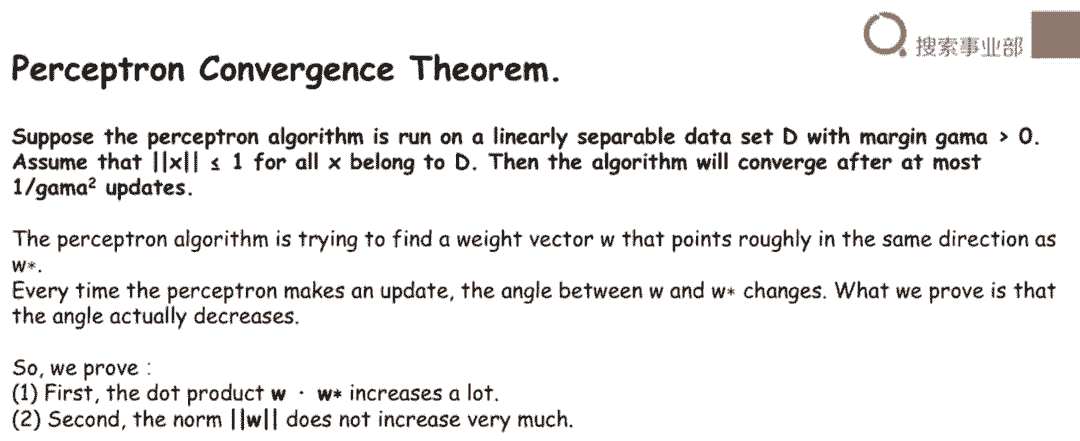 搜索事业部
Perceptron Convergence Theorem.
Suppose the perceptron algorithm is run on a linearly separable data set D with margin gama > 0.
Assume that ||x|| ≤ 1 for all x belong to D. Then the algorithm will converge after at most
1/gama² updates.
The perceptron algorithm is trying to find a weight vector w that points roughly in the same direction as
w*.
Every time the perceptron makes an update, the angle between w and w* changes. What we prove is that
the angle actually decreases.
So, we prove：
(1) First, the dot product w · w* increases a lot.
(2) Second, the norm ||w|| does not increase very much.